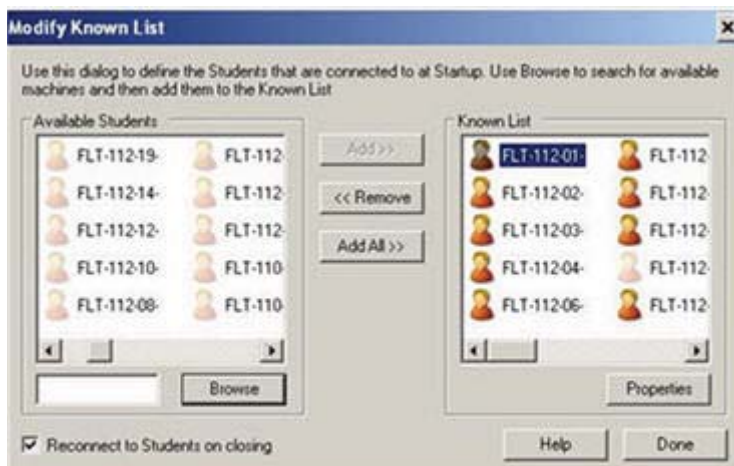 Modify Known List
Use this dialog to define the Students that are connected to at Startup. Use Browse to search for available
machines and then add them to the Known List
Available Students
Known List
FLT-112-19-
FLT-112-
FLT-112-14-
FLT-112-
FLT-112-12-
FLT-112-
FLT-112-10-
FLT-110-
FLT-112-08-
FLT-110-
Add >>
<< Remove
Add All >>
FLT-112-01-
FLT-112-
FLT-112-02-
FLT-112-
FLT-112-03-
FLT-112-
FLT-112-04-
FLT-112-
FLT-112-06-
FLT-112-
Browse
Properties
Reconnect to Students on closing
Help
Done